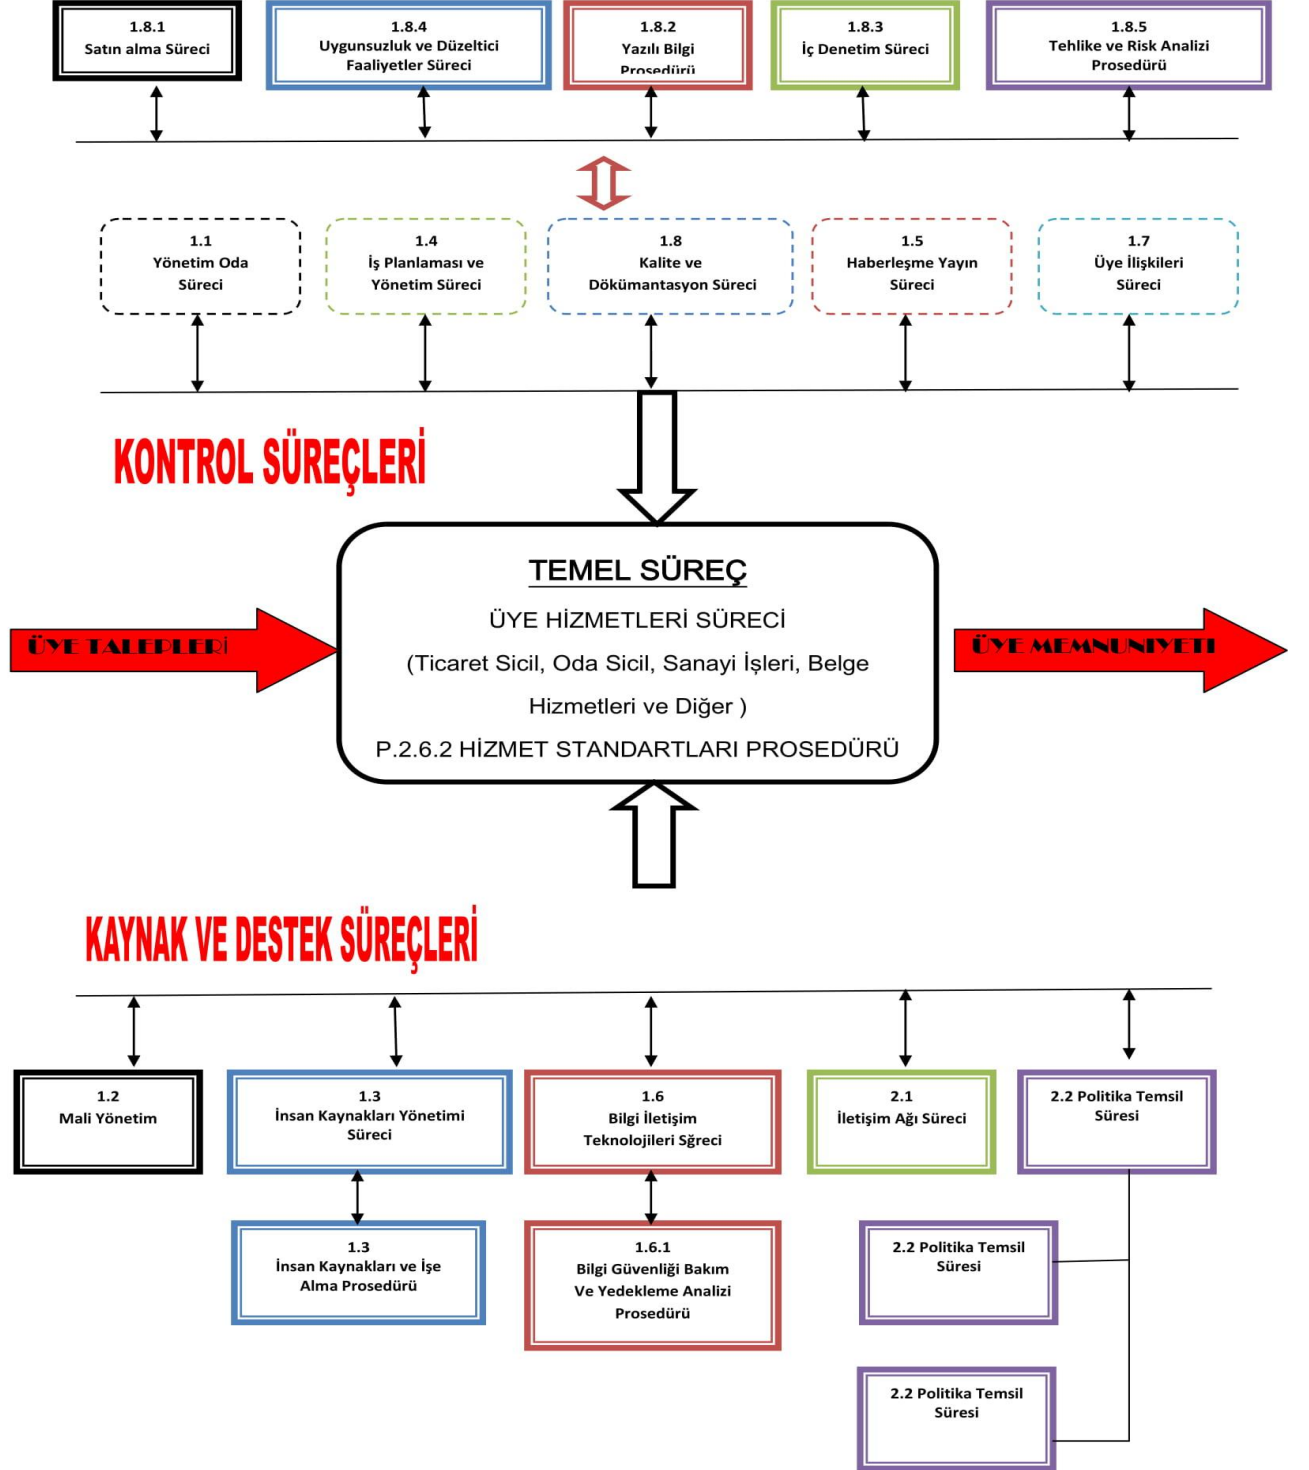 1.8.1
Satın alma Süreci
1.8.4
Uygunsuzluk ve Düzeltici
Faaliyetler Süreci
1.8.2
Yazılı Bilgi
Prosedürü
1.8.3
İç Denetim Süreci
1.8.5
Tehlike ve Risk Analizi
Prosedürü
1.1
Yönetim Oda
Süreci
1.4
İş Planlaması ve
Yönetim Süreci
1.8
Kalite ve
Dökümantasyon Süreci
1.5
Haberleşme Yayın
Süreci
1.7
Üye İlişkileri
Süreci
KONTROL SÜREÇLERİ
TEMEL SÜREÇ
ÜYE HİZMETLERİ SÜRECİ
(Ticaret Sicil, Oda Sicil, Sanayi İşleri, Belge
Hizmetleri ve Diğer )
P.2.6.2 HİZMET STANDARTLARI PROSEDÜRÜ
ÜYE TALEPLERİ
ÜYE MEMNUNIYETI
KAYNAK VE DESTEK SÜREÇLERİ
1.2
Mali Yönetim
1.3
İnsan Kaynakları Yönetimi
Süreci
1.6
Bilgi İletişim
Teknolojileri Sğreci
2.1
İletişim Ağı Süreci
2.2 Politika Temsil
Süresi
1.3
İnsan Kaynakları ve İşe
Alma Prosedürü
1.6.1
Bilgi Güvenliği Bakım
Ve Yedekleme Analizi
Prosedürü
2.2 Politika Temsil
Süresi
2.2 Politika Temsil
Süresi